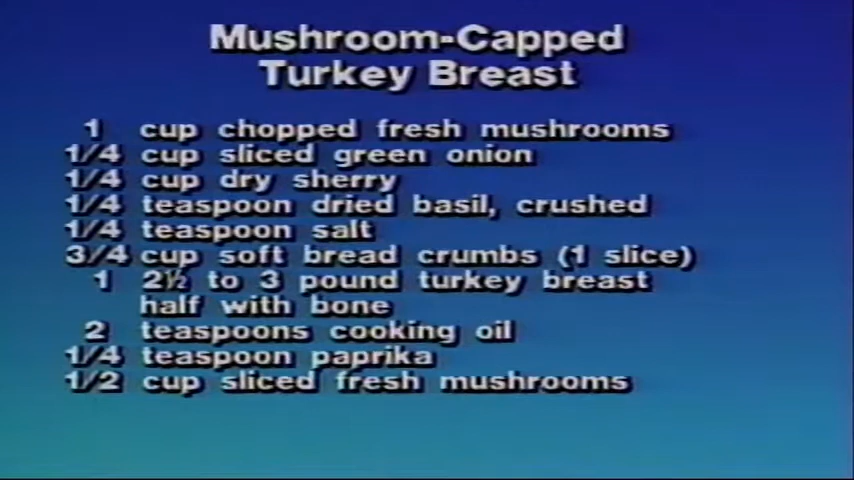 Mushroom-Capped
Turkey Breast
1 cup chopped fresh mushrooms
1/4 cup sliced green onion
1/4 cup dry sherry
1/4 teaspoon dried basil, crushed
1/4 teaspoon salt
3/4 cup soft bread crumbs (1 slice)
1 2½ to 3 pound turkey breast
half with bone
2 teaspoons cooking oil
1/4 teaspoon paprika
1/2 cup sliced fresh mushrooms